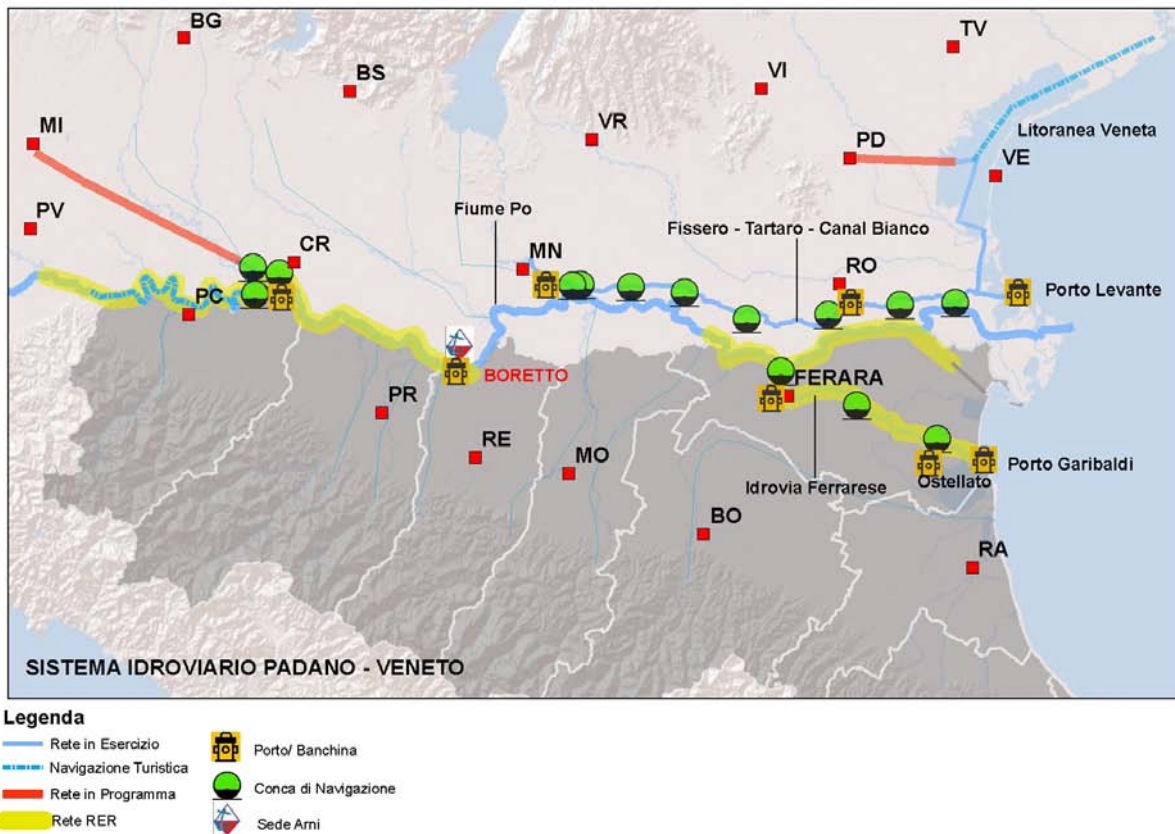 BG
TV
BS
VI
MI
VR
PD
Litoranea Veneta
VE
PV
Fiume Po
Fissero - Tartaro - Canal Bianco
CR
MN
RO
Porto Levante
PC
BORETTO
FERARA
PR
RE
MO
Idrovia Ferrarese
Ostellato
Porto Garibaldi
BO
RA
SISTEMA IDROVIARIO PADANO - VENETO
Legenda
Rete in Esercizio
Navigazione Turistica
Rete in Programma
Rete RER
Porto/ Banchina
Conca di Navigazione
Sede Arni